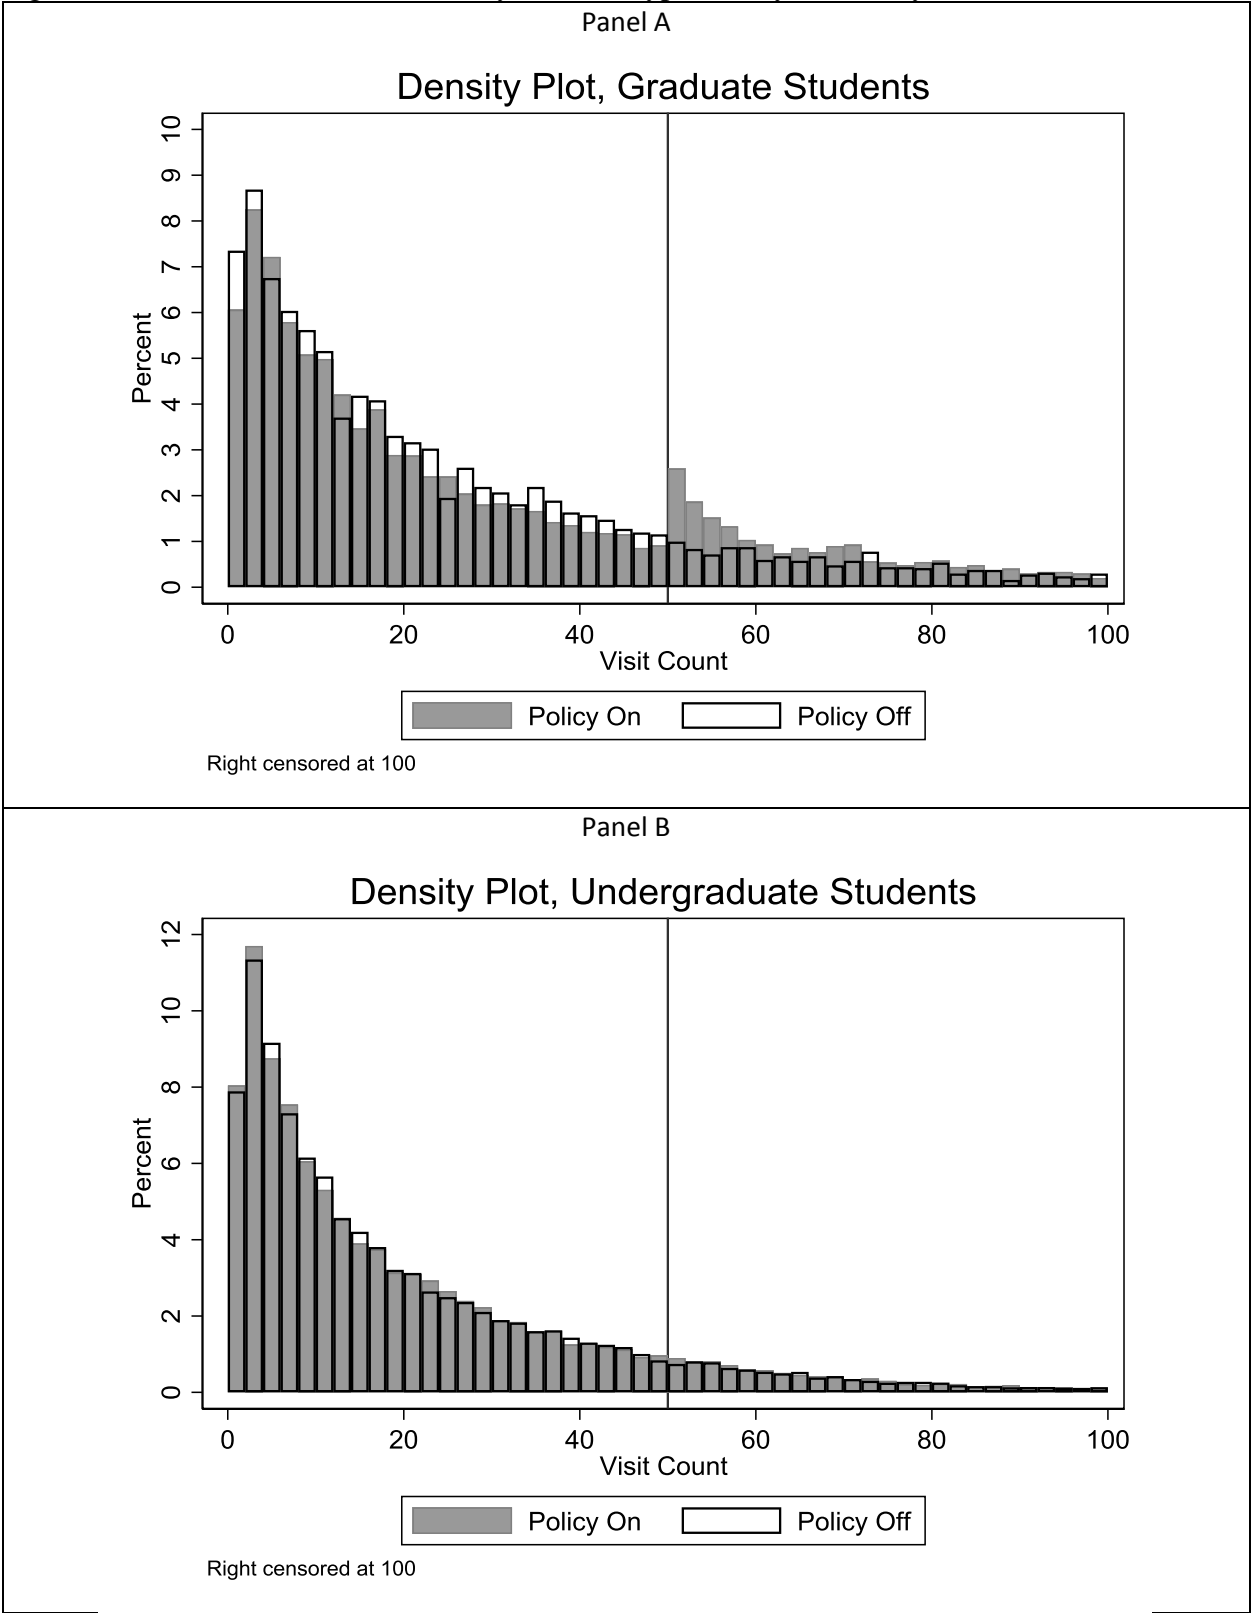 Panel A
Density Plot, Graduate Students
10
9
8
7
6
5
4
3
2
1
0
Percent
0 20 40 60 80 100
Visit Count
Policy On Policy Off
Right censored at 100
Panel B
Density Plot, Undergraduate Students
12
10
8
6
4
2
0
Percent
0 20 40 60 80 100
Visit Count
Policy On Policy Off
Right censored at 100